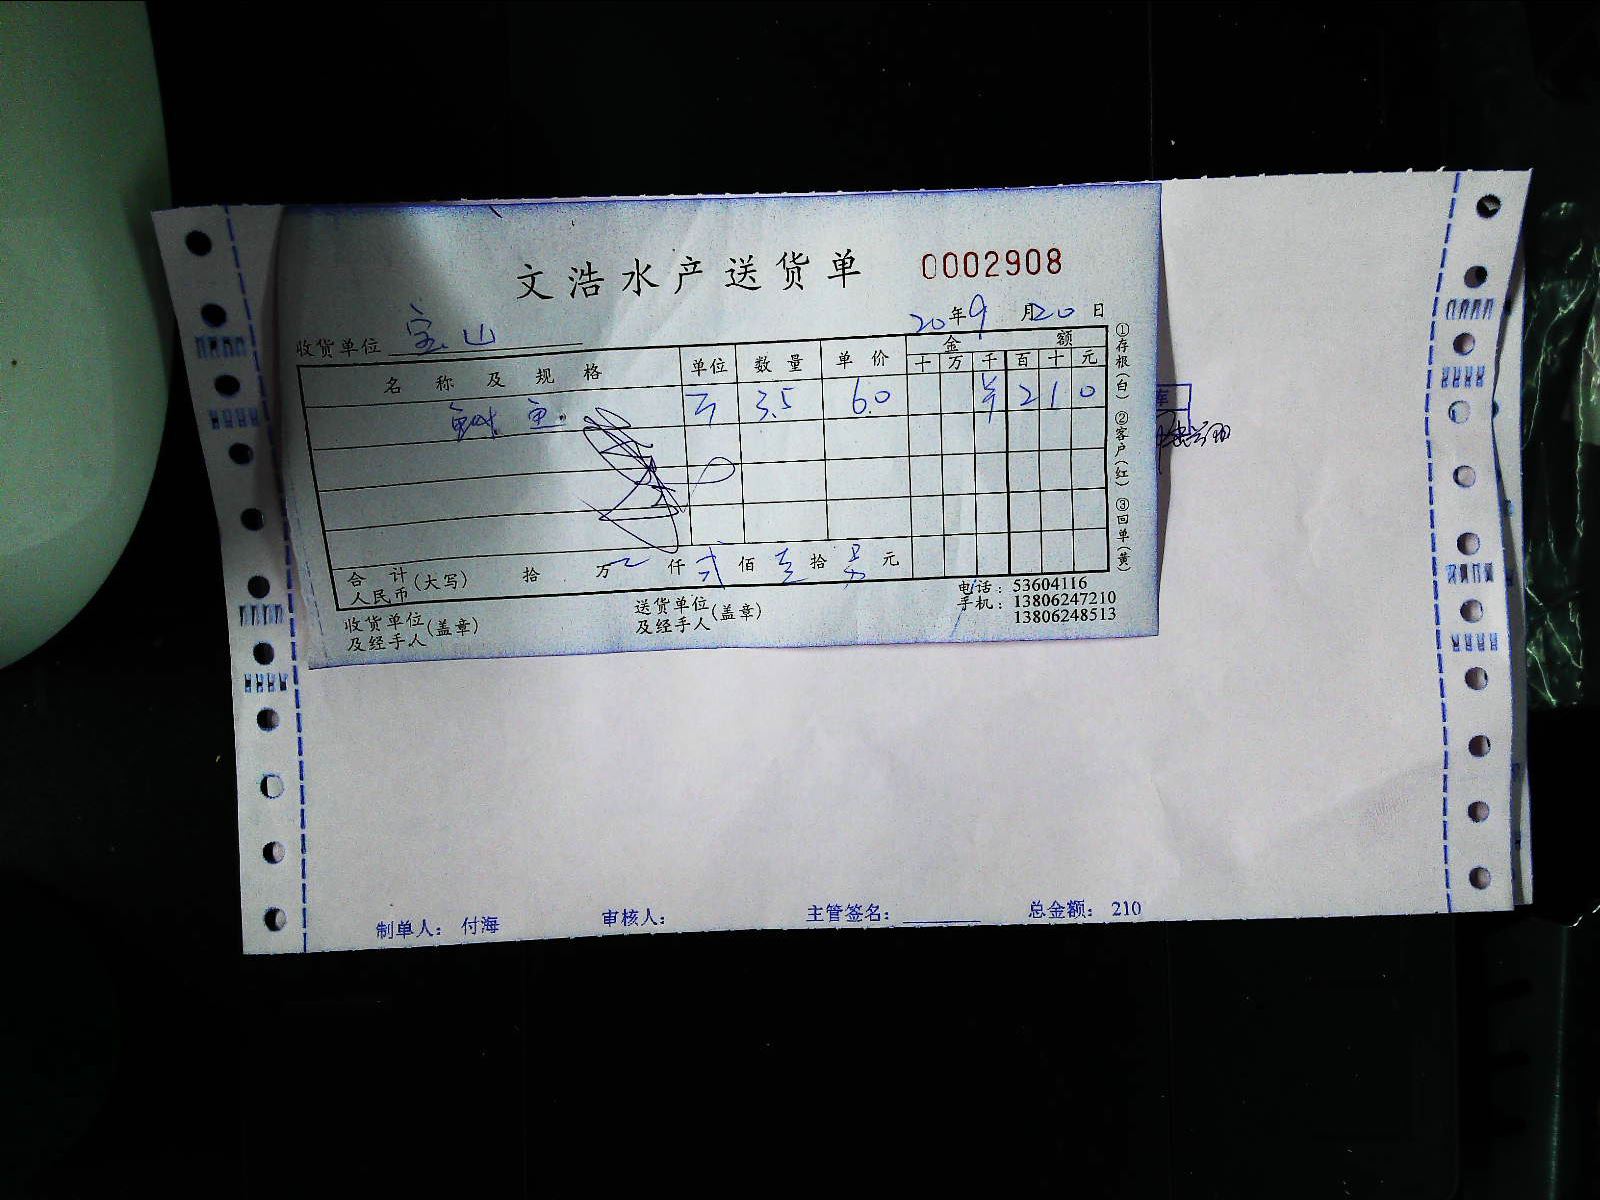 文浩水产送货单 0002908
20年9月20日
收货单位 宝山
名称及规格 单位 数量 单价 金额
十 万 千 百 十 元
鱼 3.5 60 ¥ 2 1 0
合计人民币(大写) 拾 万 仟 弍 佰 壹 拾 另 元
①存根(白) ②客户(红) ③回单(黄)
收货单位及经手人(盖章) 送货单位及经手人(盖章)
电话：53604116
手机：13806247210
13806248513
库
制单人： 付海 审核人： 主管签名： 总金额： 210